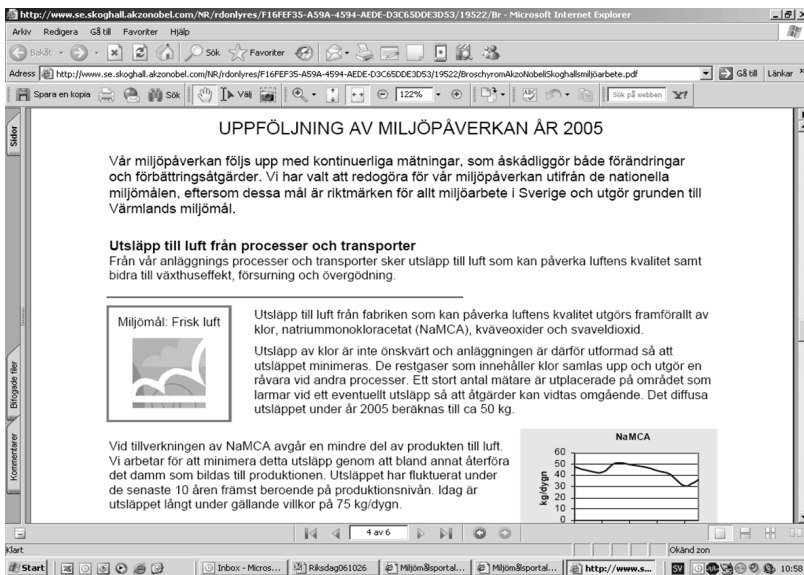 http://www.se.skoghall.akzonobel.com/NR/rdonlyres/F16FEF35-A59A-4594-AEDE-D3C65DDE3D53/19522/Br - Microsoft Internet Explorer
Arkiv Redigera Gå till Favoriter Hjälp
Bakåt Sök Favoriter
Adress http://www.se.skoghall.akzonobel.com/NR/rdonlyres/F16FEF35-A59A-4594-AEDE-D3C65DDE3D53/19522/BroschyromAkzoNobeliSkoghallsmiljöarbete.pdf Gå till Länkar »
Spara en kopia Sök Välj 122% Sök på webben Y!
Sidor
Bifogade filer
Kommentarer
UPPFÖLJNING AV MILJÖPÅVERKAN ÅR 2005
Vår miljöpåverkan följs upp med kontinuerliga mätningar, som åskådliggör både förändringar
och förbättringsåtgärder. Vi har valt att redogöra för vår miljöpåverkan utifrån de nationella
miljömålen, eftersom dessa mål är riktmärken för allt miljöarbete i Sverige och utgör grunden till
Värmlands miljömål.
Utsläpp till luft från processer och transporter
Från vår anläggnings processer och transporter sker utsläpp till luft som kan påverka luftens kvalitet samt
bidra till växthuseffekt, försurning och övergödning.
Miljömål: Frisk luft
Utsläpp till luft från fabriken som kan påverka luftens kvalitet utgörs framförallt av
klor, natriummonokloracetat (NaMCA), kväveoxider och svaveldioxid.
Utsläpp av klor är inte önskvärt och anläggningen är därför utformad så att
utsläppet minimeras. De restgaser som innehåller klor samlas upp och utgör en
råvara vid andra processer. Ett stort antal mätare är utplacerade på området som
larmar vid ett eventuellt utsläpp så att åtgärder kan vidtas omgående. Det diffusa
utsläppet under år 2005 beräknas till ca 50 kg.
Vid tillverkningen av NaMCA avgår en mindre del av produkten till luft.
Vi arbetar för att minimera detta utsläpp genom att bland annat återföra
det damm som bildas till produktionen. Utsläppet har fluktuerat under
de senaste 10 åren främst beroende på produktionsnivån. Idag är
utsläppet långt under gällande villkor på 75 kg/dygn.
NaMCA
kg/dygn
60
50
40
30
20
10
0
4 av 6
Klart Okänd zon
Start Inbox - Micros... Riksdag061026 Miljömålsportal... Miljömålsportal... http://www.s... SV 10:58